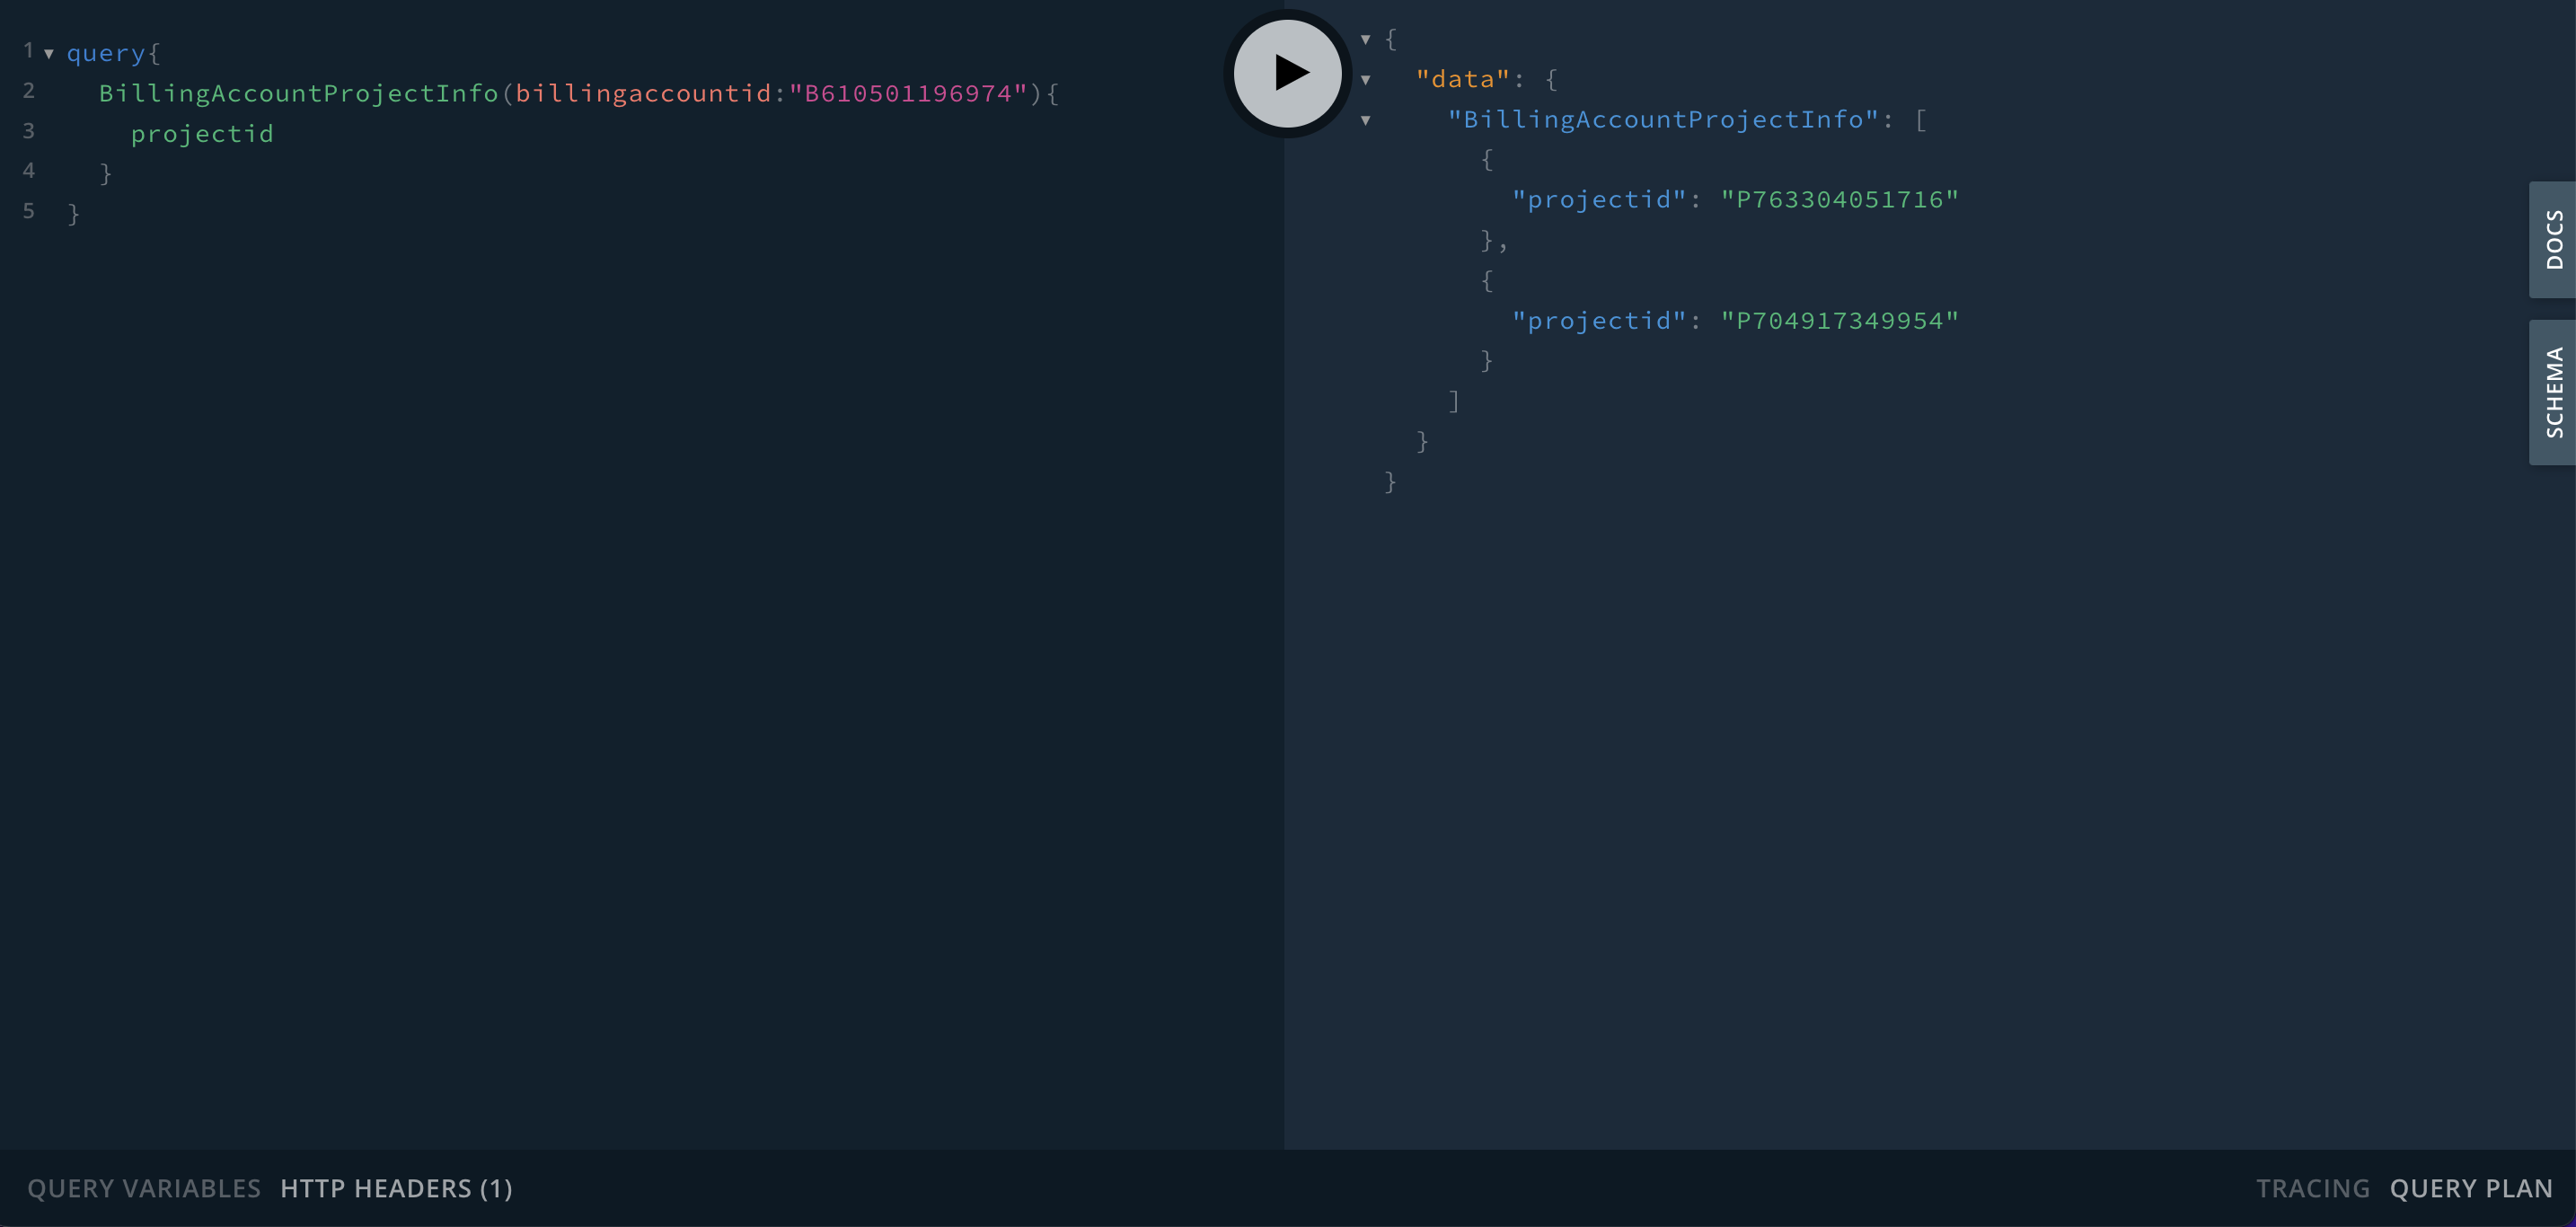 1 query{
2 BillingAccountProjectInfo(billingaccountid:"B610501196974"){
3 projectid
4 }
5 }
{
"data": {
"BillingAccountProjectInfo": [
{
"projectid": "P763304051716"
},
{
"projectid": "P704917349954"
}
]
}
}
DOCS
SCHEMA
QUERY VARIABLES HTTP HEADERS (1)
TRACING QUERY PLAN